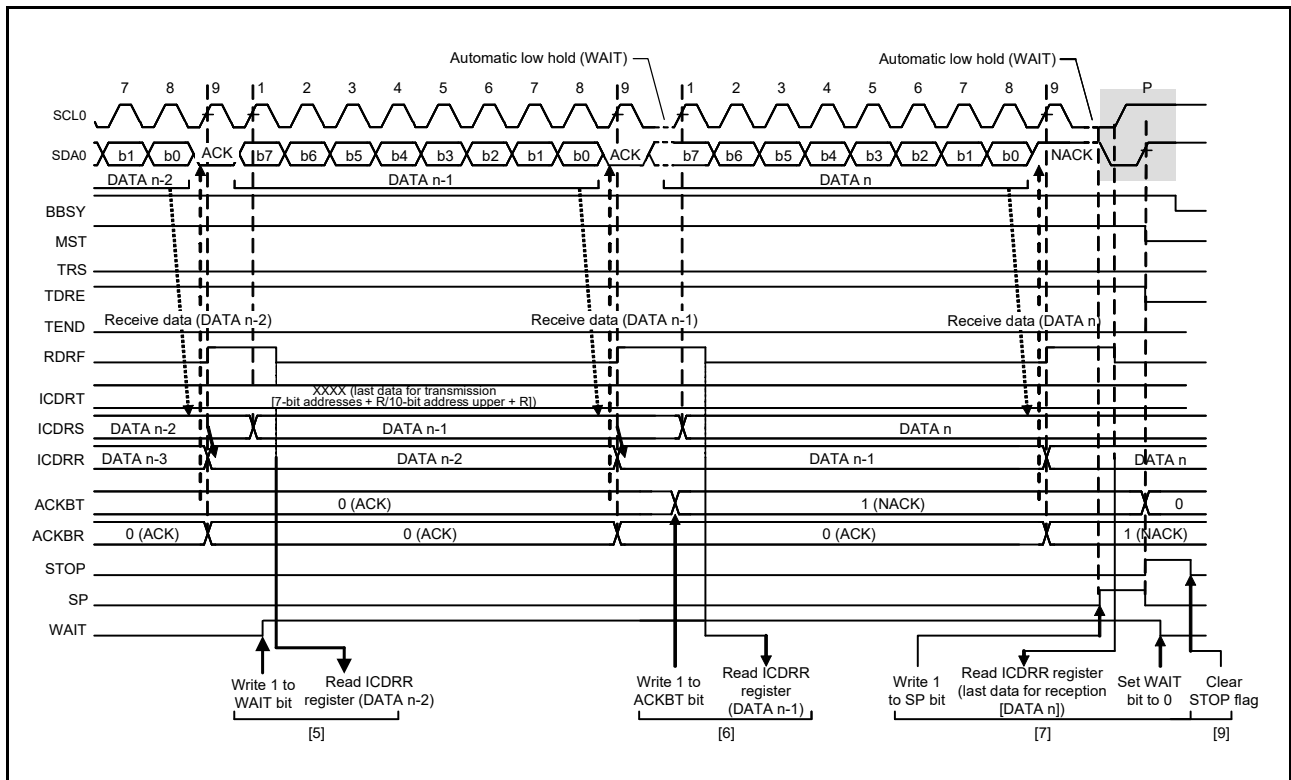 Automatic low hold (WAIT)
Automatic low hold (WAIT)
7 8 9 1 2 3 4 5 6 7 8 9 1 2 3 4 5 6 7 8 9 P
SCL0
SDA0 b1 b0 ACK b7 b6 b5 b4 b3 b2 b1 b0 ACK b7 b6 b5 b4 b3 b2 b1 b0 NACK
DATA n-2 DATA n-1 DATA n
BBSY
MST
TRS
TDRE
TEND Receive data (DATA n-2) Receive data (DATA n-1) Receive data (DATA n)
RDRF
ICDRT XXXX (last data for transmission
[7-bit addresses + R/10-bit address upper + R])
ICDRS DATA n-2 DATA n-1 DATA n
ICDRR DATA n-3 DATA n-2 DATA n-1 DATA n
ACKBT 0 (ACK) 1 (NACK) 0
ACKBR 0 (ACK) 0 (ACK) 0 (ACK) 1 (NACK)
STOP
SP
WAIT
Write 1 to
WAIT bit
Read ICDRR
register (DATA n-2)
[5]
Write 1 to
ACKBT bit
Read ICDRR
register
(DATA n-1)
[6]
Write 1
to SP bit
Read ICDRR register
(last data for reception
[DATA n])
[7]
Set WAIT
bit to 0
Clear
STOP flag
[9]